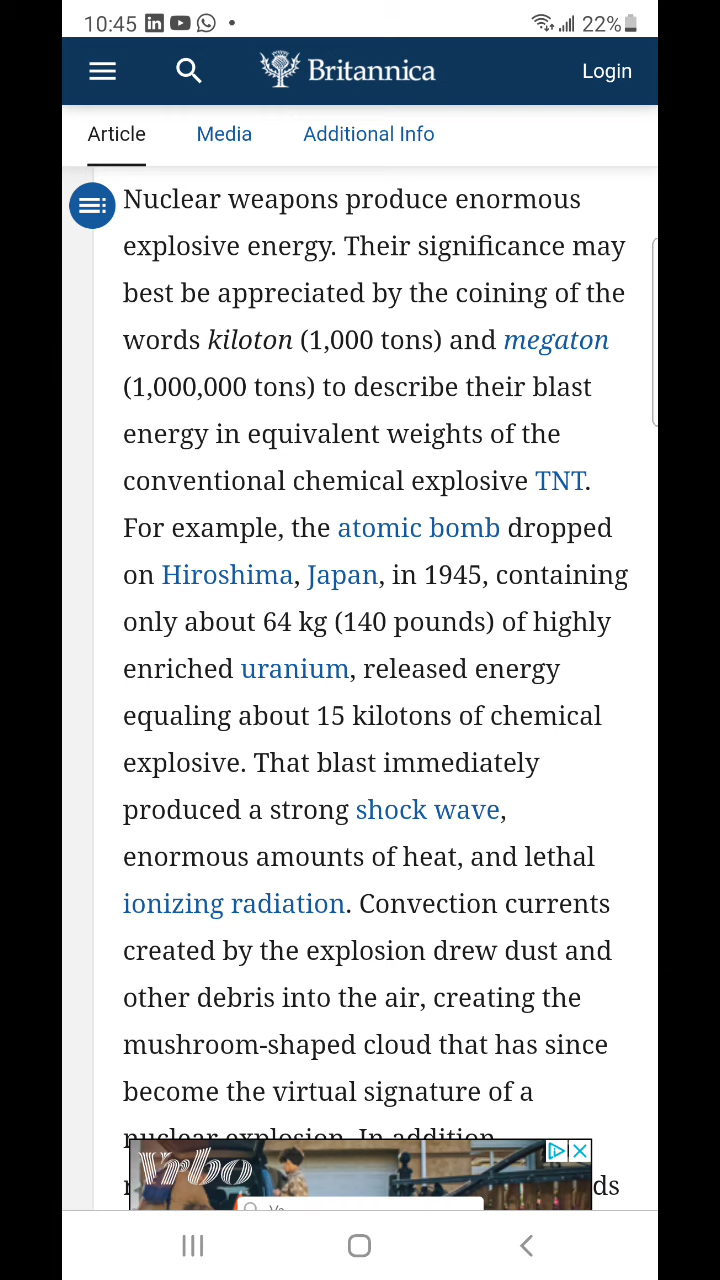 10:45 22%
Britannica Login
Article Media Additional Info
Nuclear weapons produce enormous
explosive energy. Their significance may
best be appreciated by the coining of the
words kiloton (1,000 tons) and megaton
(1,000,000 tons) to describe their blast
energy in equivalent weights of the
conventional chemical explosive TNT.
For example, the atomic bomb dropped
on Hiroshima, Japan, in 1945, containing
only about 64 kg (140 pounds) of highly
enriched uranium, released energy
equaling about 15 kilotons of chemical
explosive. That blast immediately
produced a strong shock wave,
enormous amounts of heat, and lethal
ionizing radiation. Convection currents
created by the explosion drew dust and
other debris into the air, creating the
mushroom-shaped cloud that has since
become the virtual signature of a
nuclear explosion. In addition,
Vrbo